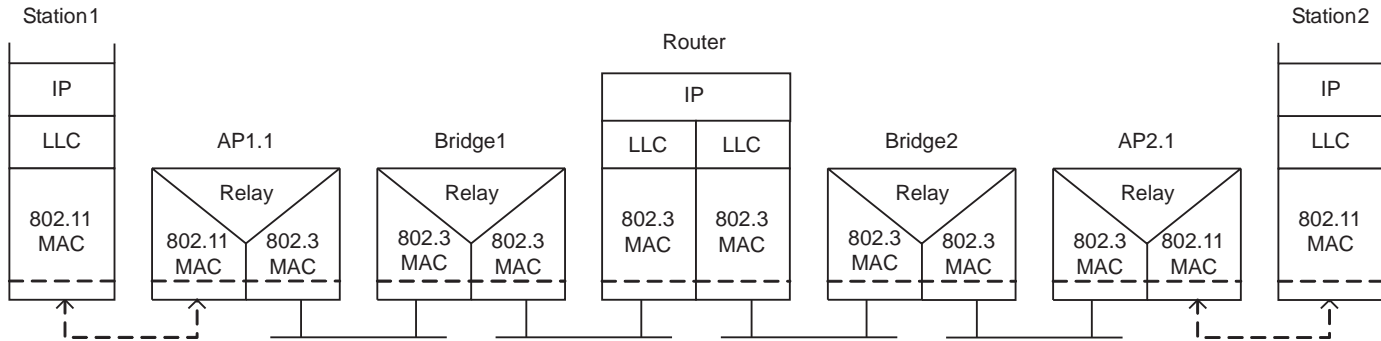 Station1
Station2
Router
IP
IP
IP
LLC
AP1.1
Bridge1
LLC
LLC
Bridge2
AP2.1
LLC
Relay
Relay
Relay
Relay
802.11
MAC
802.11
MAC
802.3
MAC
802.3
MAC
802.3
MAC
802.3
MAC
802.3
MAC
802.3
MAC
802.3
MAC
802.3
MAC
802.11
MAC
802.11
MAC